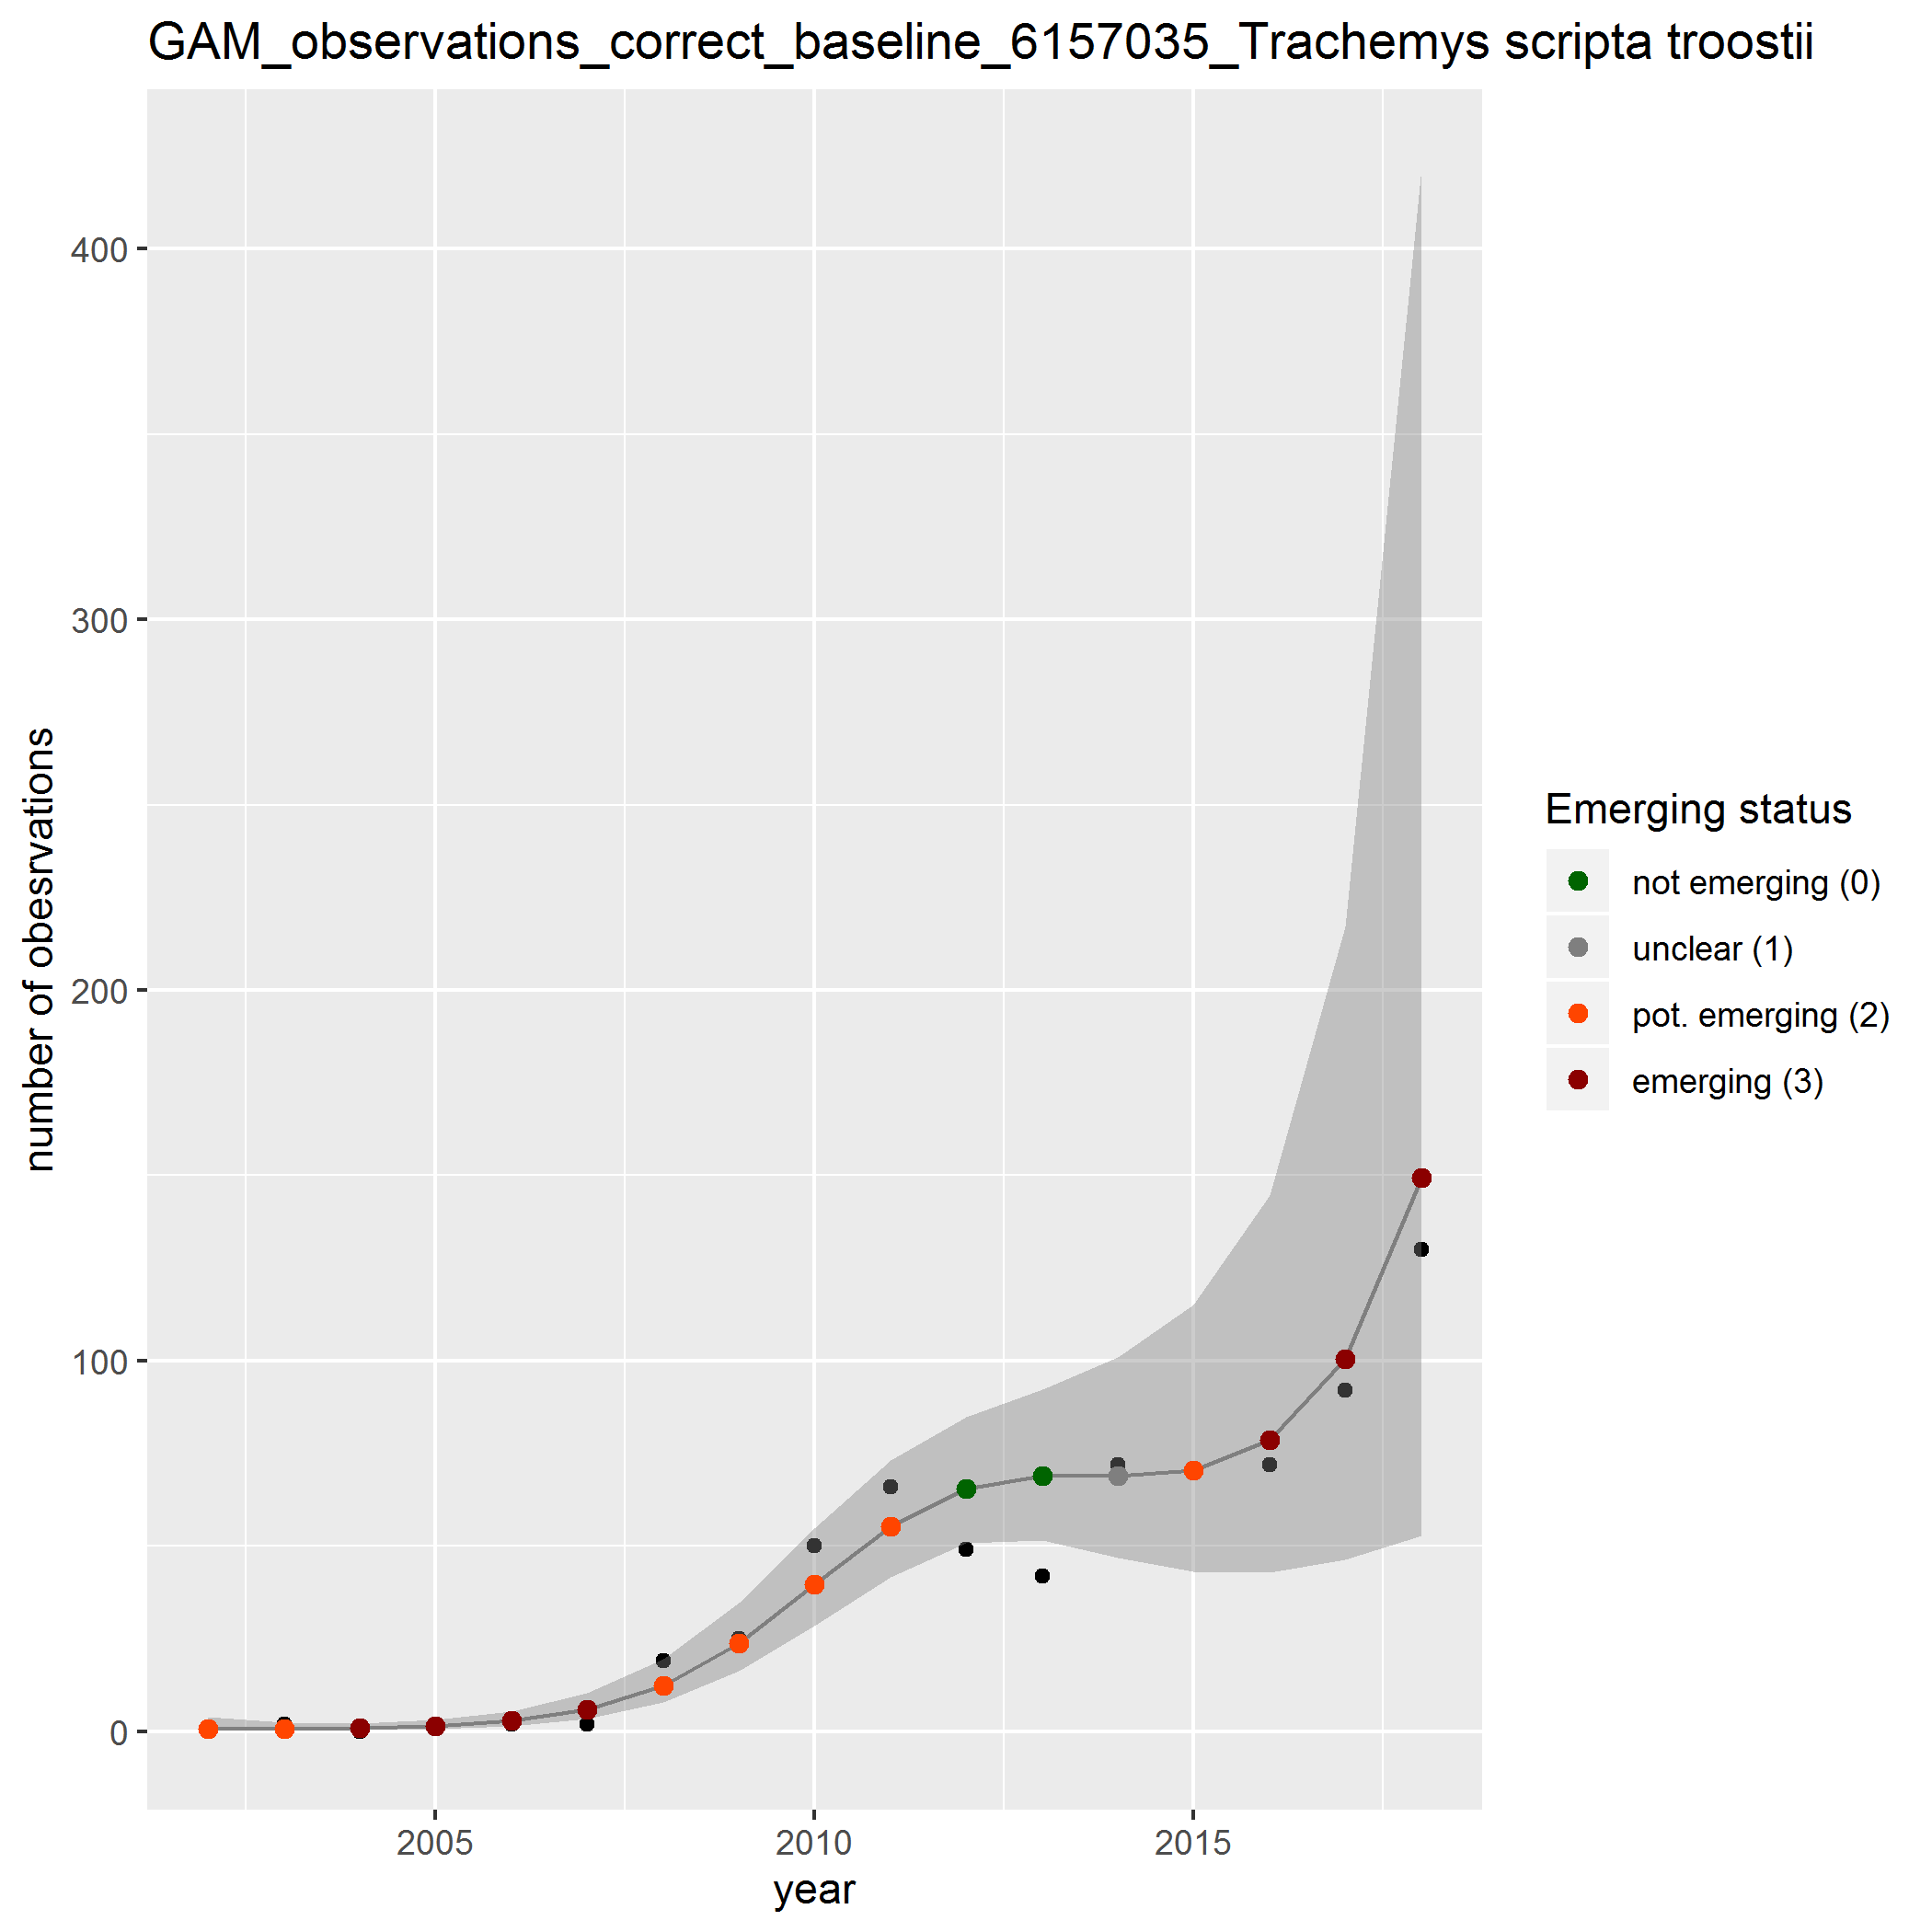 GAM_observations_correct_baseline_6157035_Trachemys scripta troostii
number of obesrvations
400
300
200
100
0
2005
2010
2015
year
Emerging status
not emerging (0)
unclear (1)
pot. emerging (2)
emerging (3)